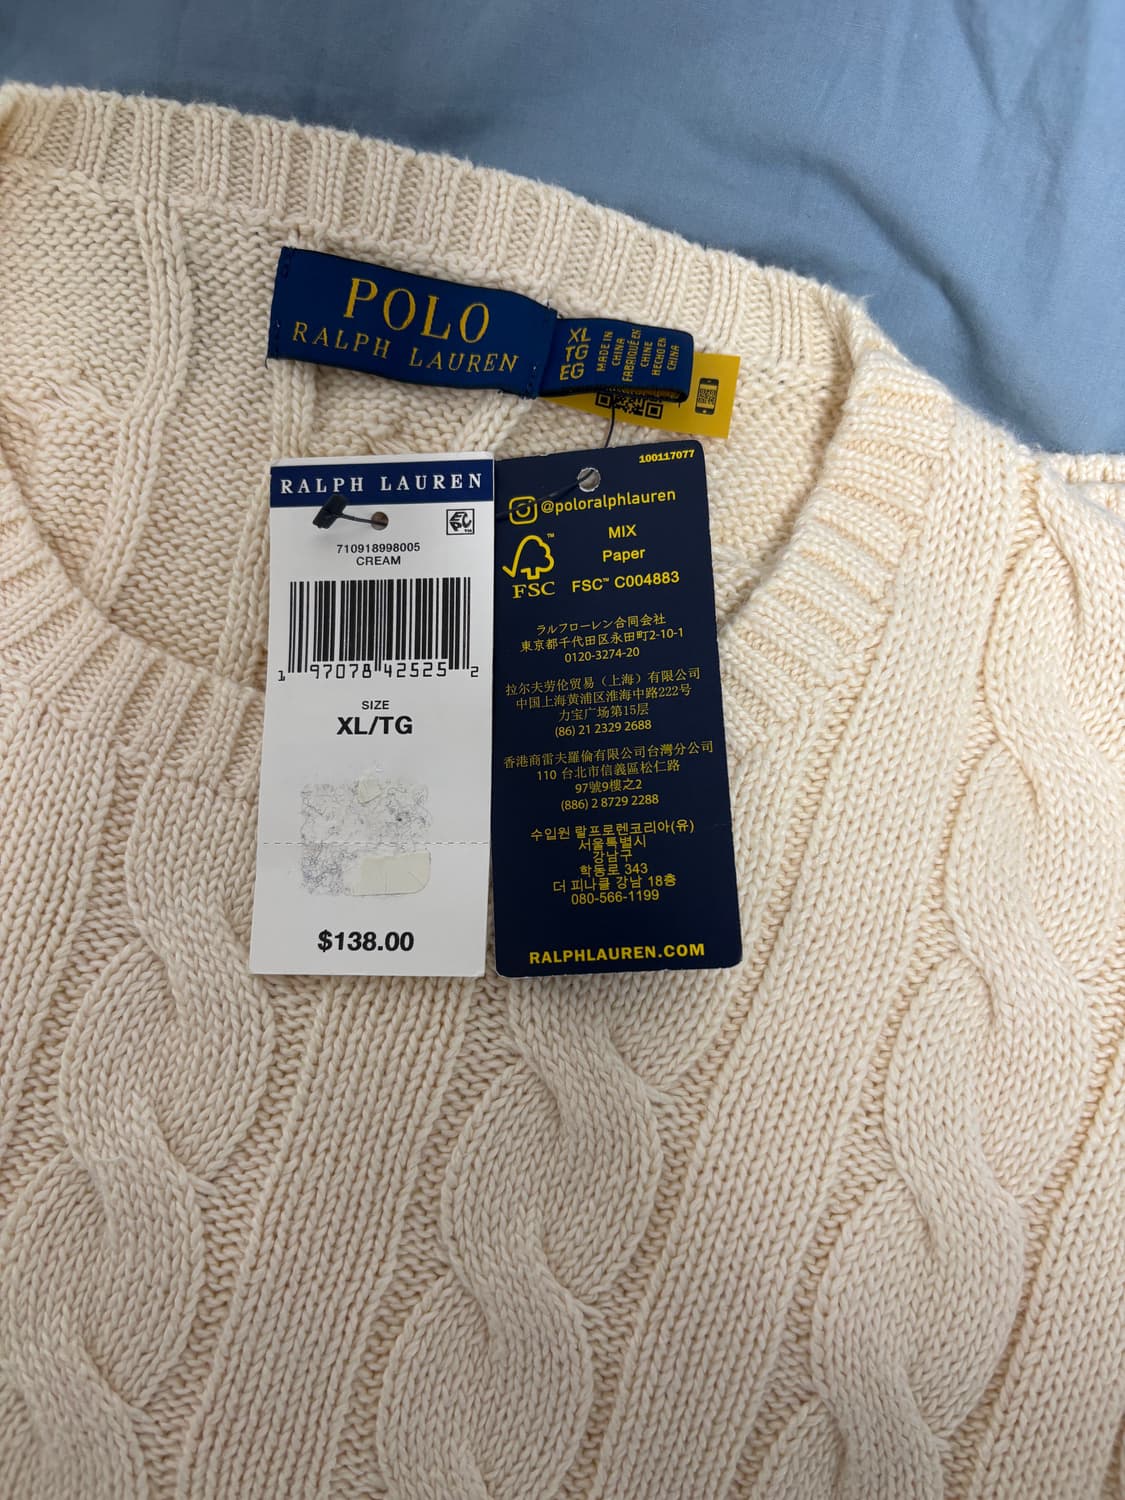 POLO
RALPH LAUREN
XL
TG
EG
MADE IN
CHINA
FABRIQUÉ EN
CHINE
HECHO EN
CHINA
RALPH LAUREN
710918998005
CREAM
1 97078 42525 2
SIZE
XL/TG
$138.00
100117077
@poloralphlauren
FSC
MIX
Paper
FSC™ C004883
ラルフローレン合同会社
東京都千代田区永田町2-10-1
0120-3274-20
拉尔夫劳伦贸易（上海）有限公司
中国上海黄浦区淮海中路222号
力宝广场第15层
(86) 21 2329 2688
香港商雷夫羅倫有限公司台灣分公司
110 台北市信義區松仁路
97號9樓之2
(886) 2 8729 2288
수입원 랄프로렌코리아(유)
서울특별시
강남구
학동로 343
더 피나클 강남 18층
080-566-1199
RALPHLAUREN.COM